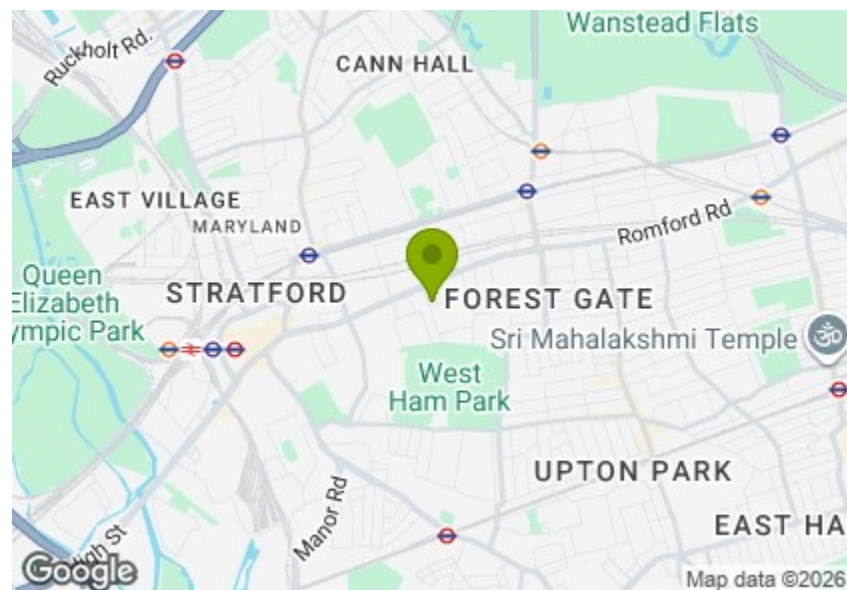 Wanstead Flats
Ruckholt Rd.
CANN HALL
EAST VILLAGE
MARYLAND
Romford Rd
Queen
Elizabeth
ympic Park
STRATFORD
FOREST GATE
Sri Mahalakshmi Temple
West
Ham Park
UPTON PARK
Manor Rd
EAST HA
High St
Google
Map data ©2026